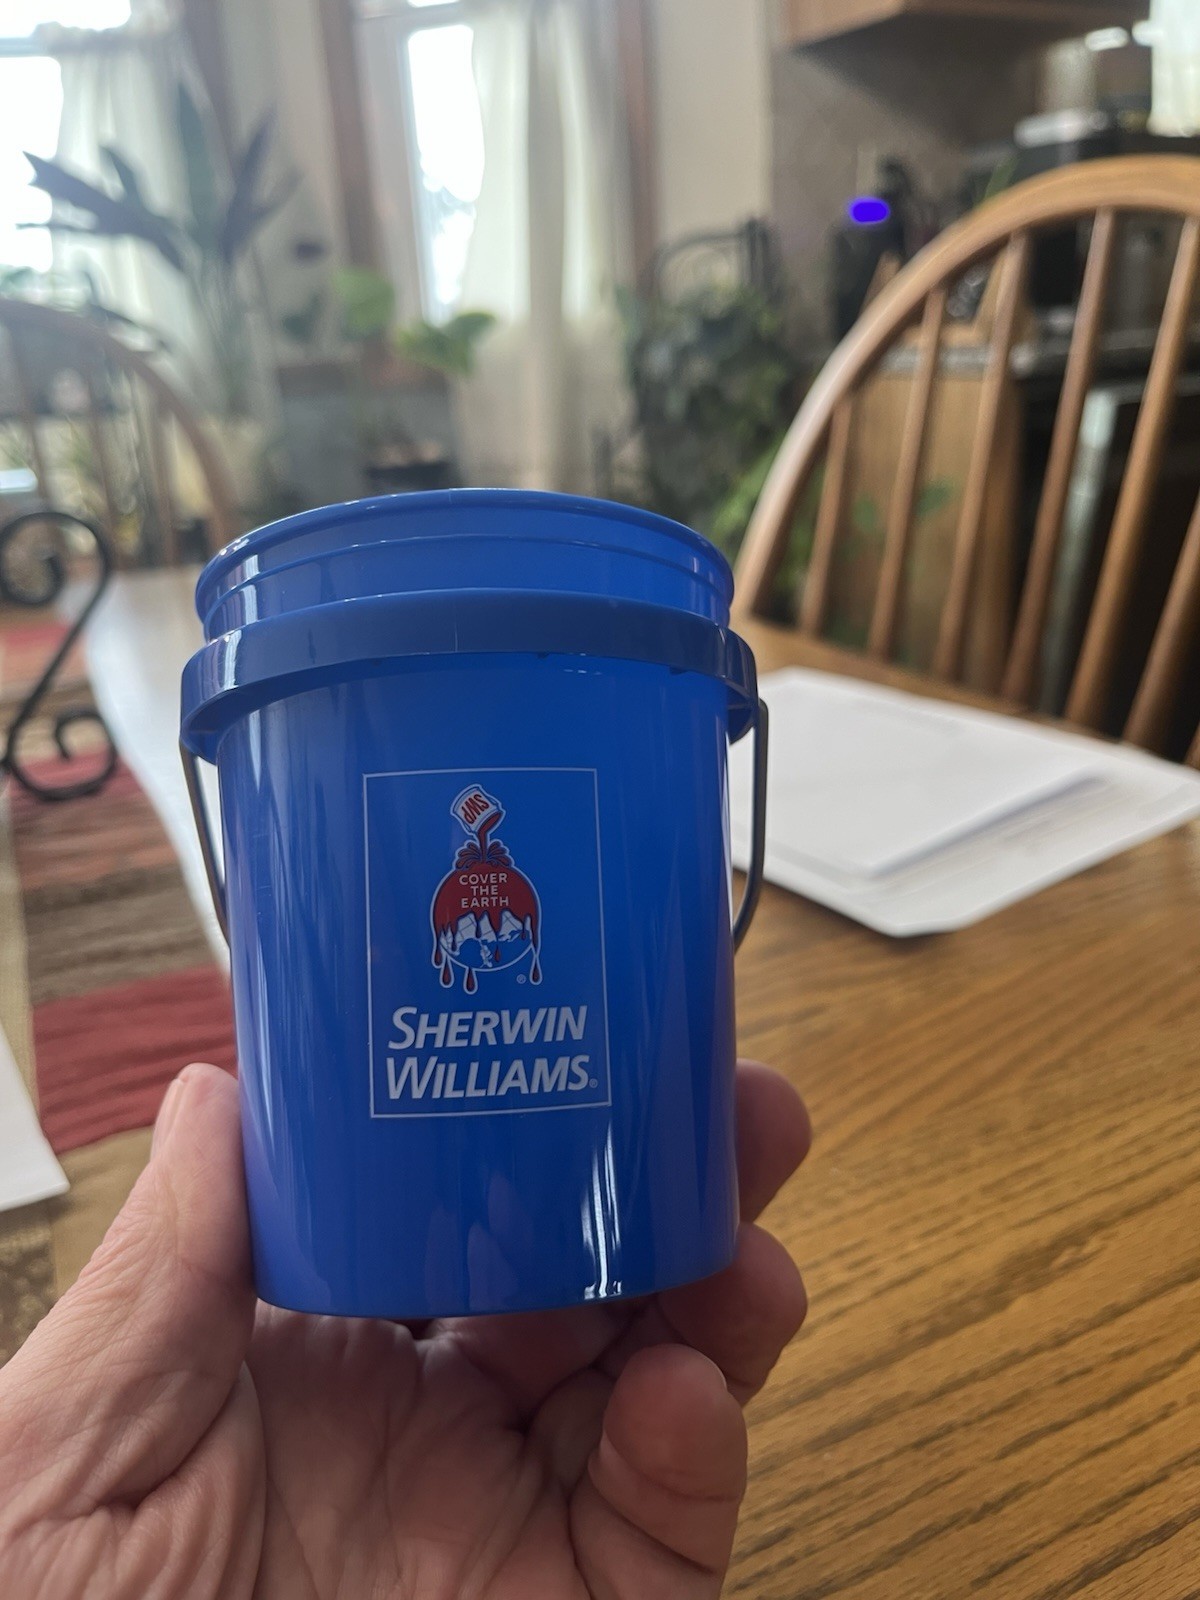 SWP
COVER
THE
EARTH
®
SHERWIN
WILLIAMS®